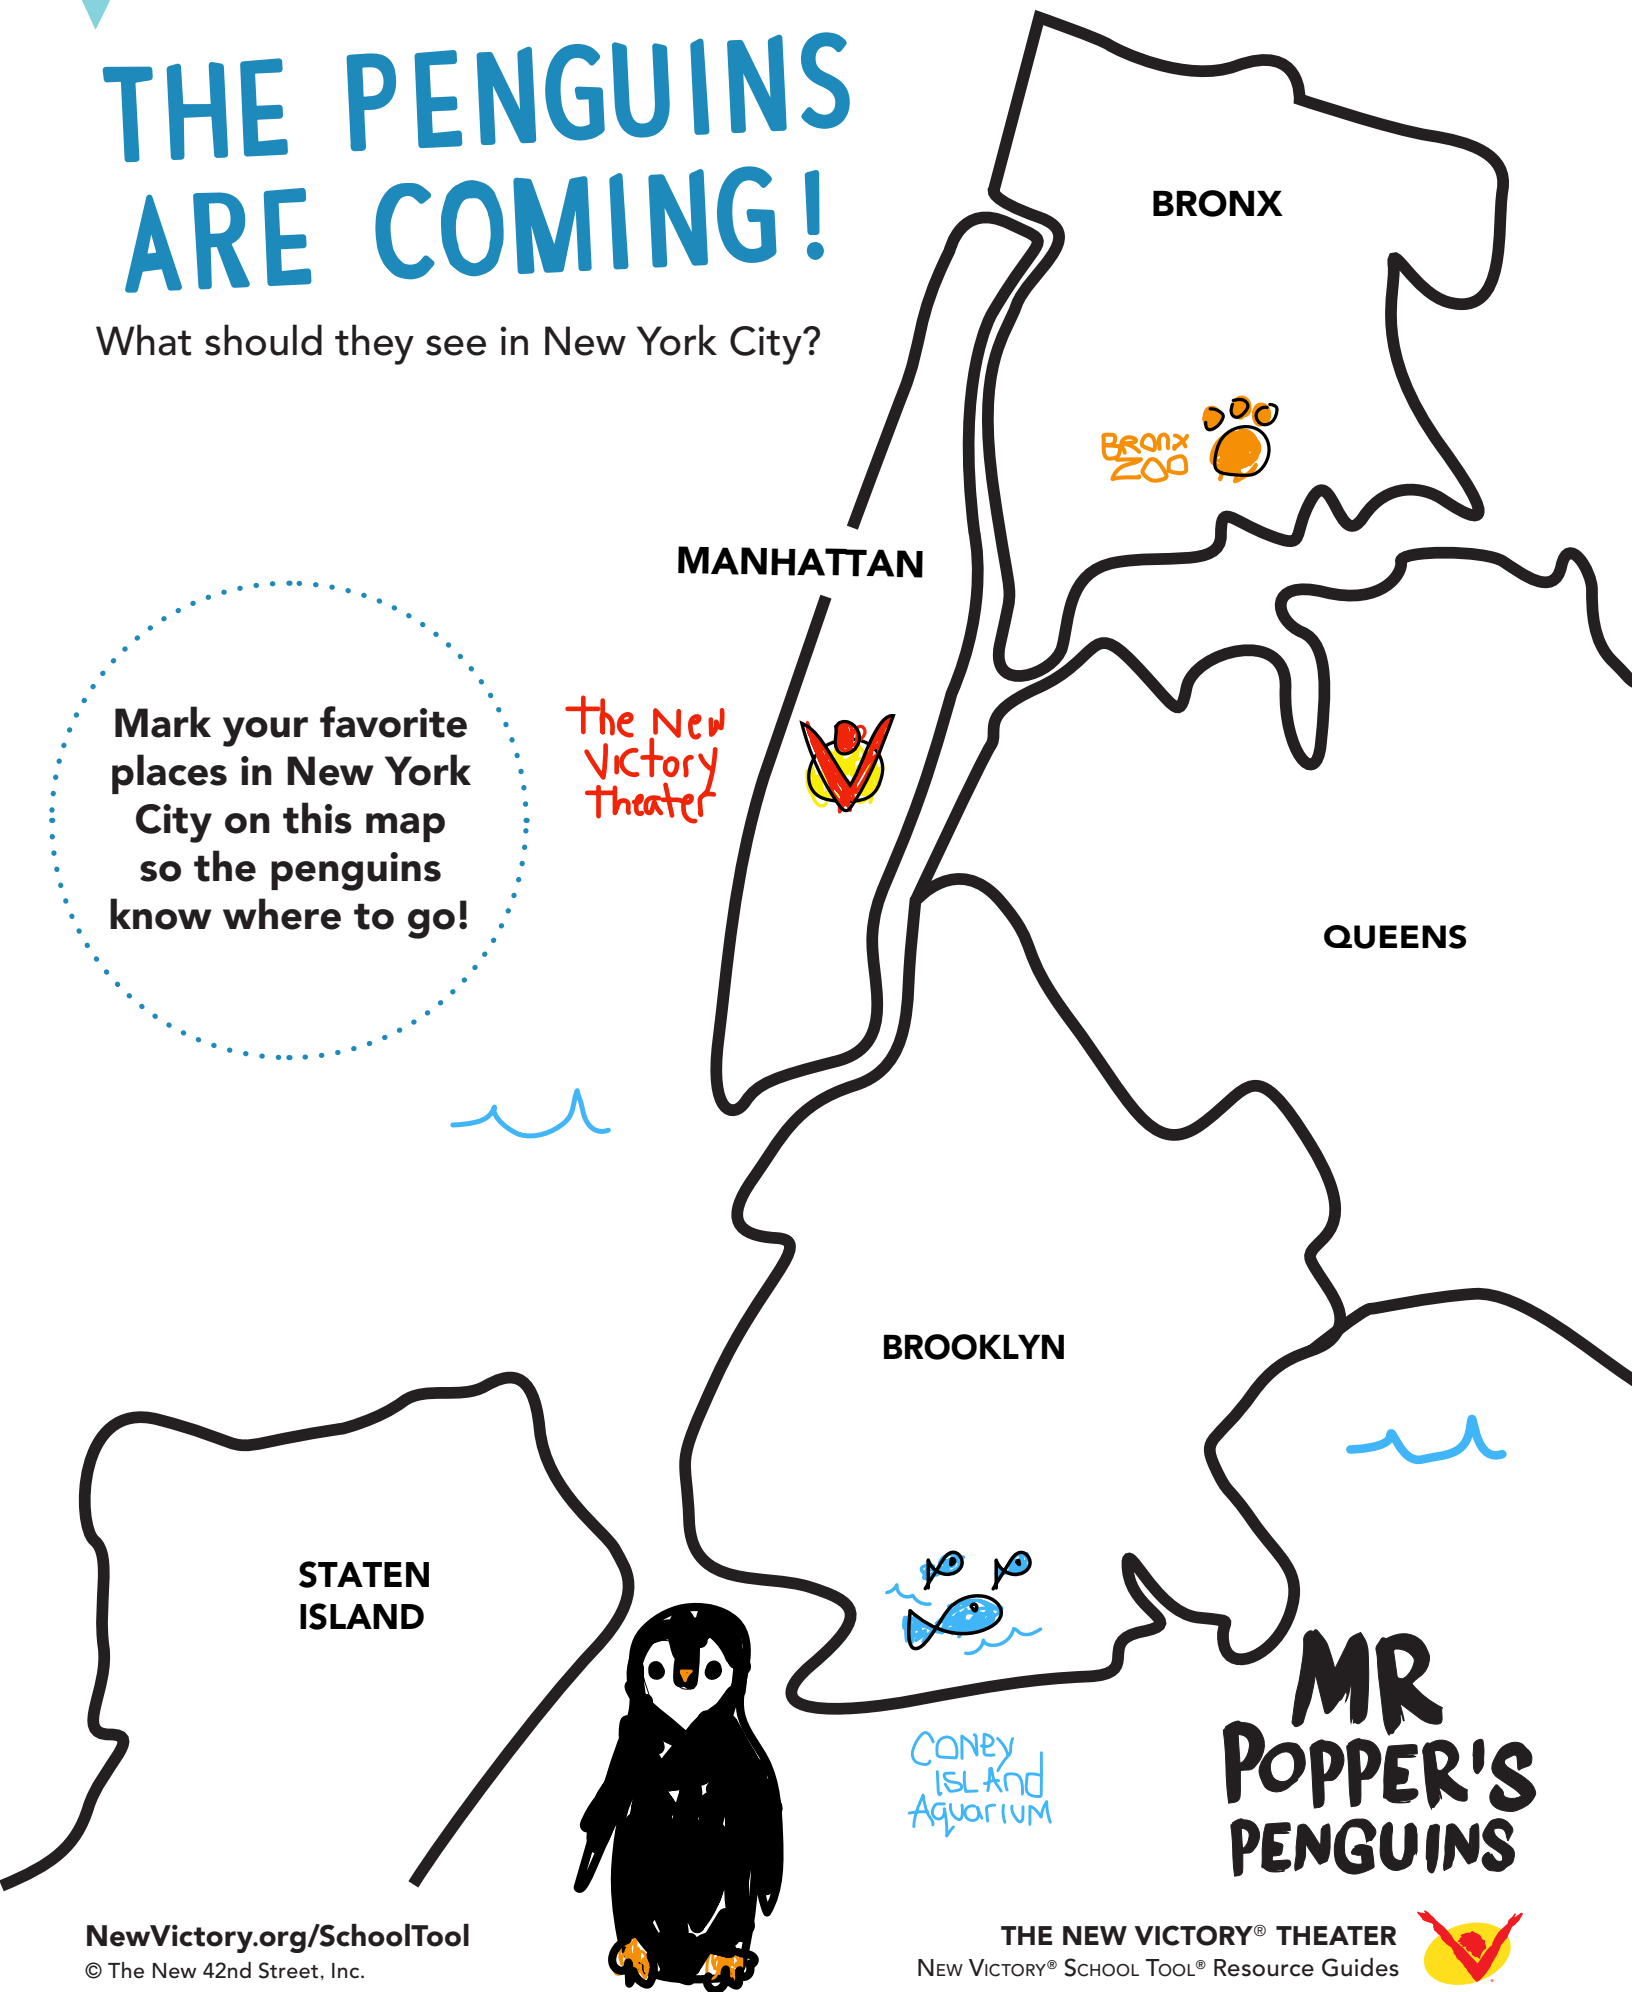 THE PENGUINS
ARE COMING!
What should they see in New York City?
BRONX
Bronx
ZOO
MANHATTAN
Mark your favorite
places in New York
City on this map
so the penguins
know where to go!
the New
Victory
theater
QUEENS
BROOKLYN
STATEN
ISLAND
CONey
ISLAnd
Aquarium
MR
POPPER'S
PENGUINS
NewVictory.org/SchoolTool
© The New 42nd Street, Inc.
THE NEW VICTORY® THEATER
New Victory® School Tool® Resource Guides